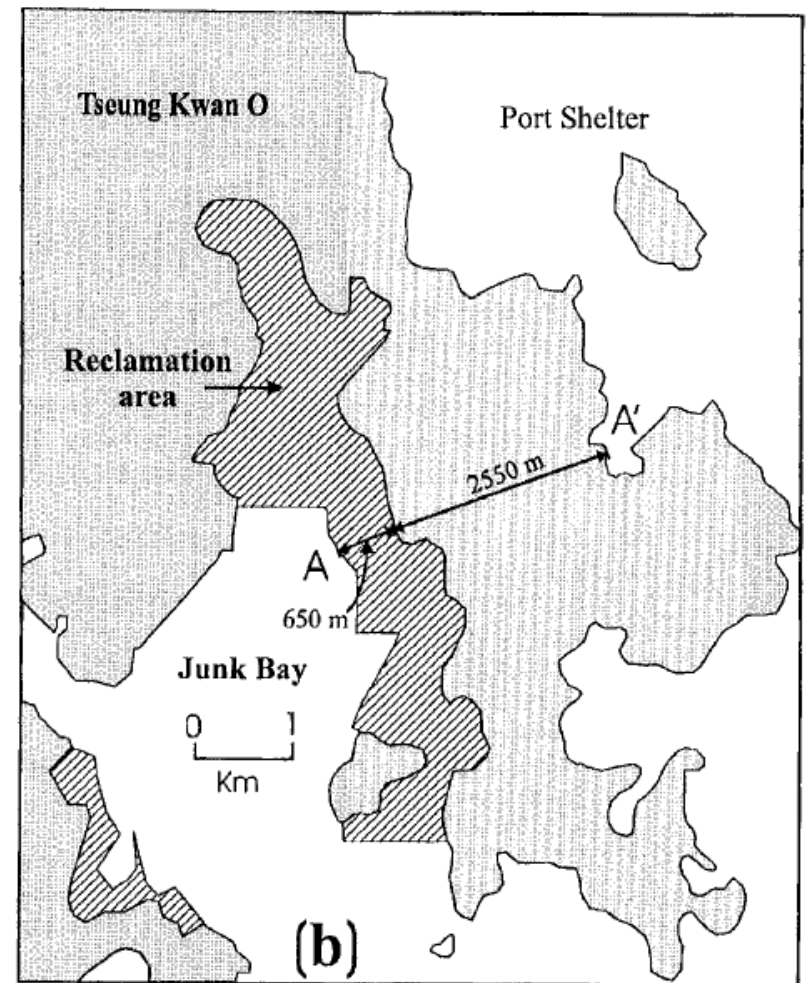 Tseung Kwan O
Port Shelter
Reclamation
area
A′
2550 m
A
650 m
Junk Bay
0 1
Km
(b)